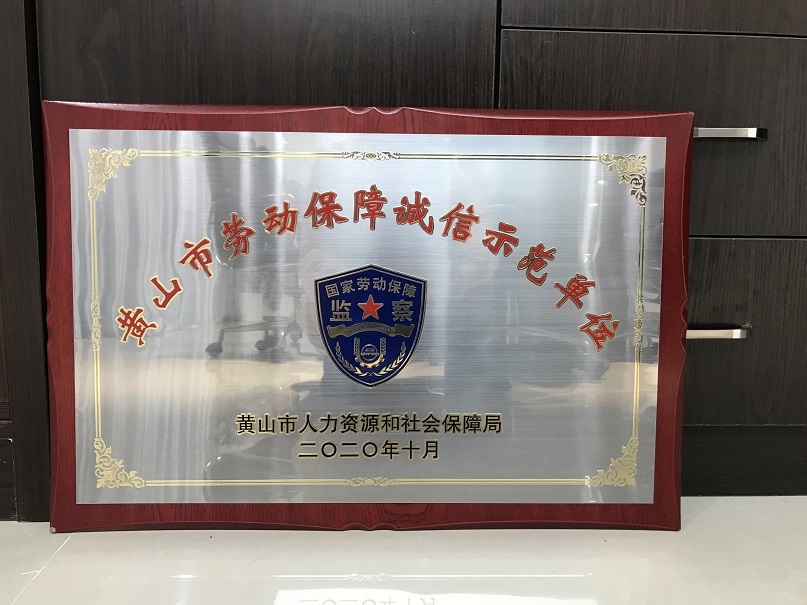 黄山市劳动保障诚信示范单位
国家劳动保障
监察
黄山市人力资源和社会保障局
二〇二〇年十月